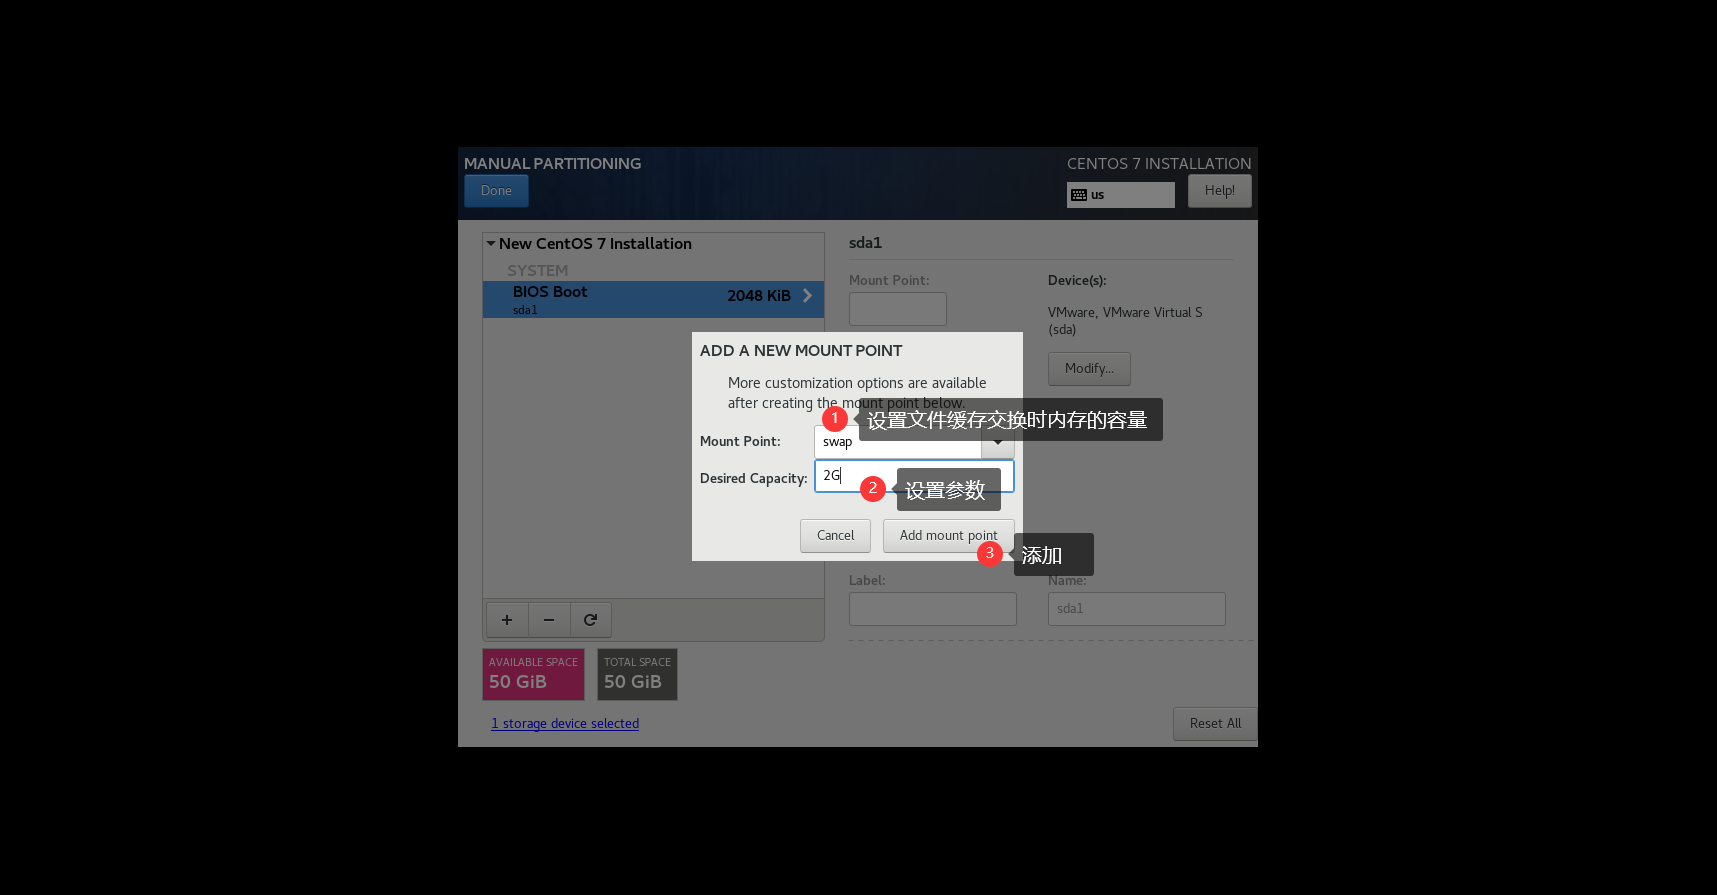 MANUAL PARTITIONING
CENTOS 7 INSTALLATION
Done
us
Help!
New CentOS 7 Installation
SYSTEM
BIOS Boot
2048 KiB
sda1
sda1
Mount Point:
Device(s):
VMware, VMware Virtual S
(sda)
Modify...
ADD A NEW MOUNT POINT
More customization options are available
after creating the mount point below.
1
设置文件缓存交换时内存的容量
Mount Point:
swap
Desired Capacity:
2G
2
设置参数
Cancel
Add mount point
3
添加
Label:
Name:
sda1
+
−
AVAILABLE SPACE
50 GiB
TOTAL SPACE
50 GiB
1 storage device selected
Reset All